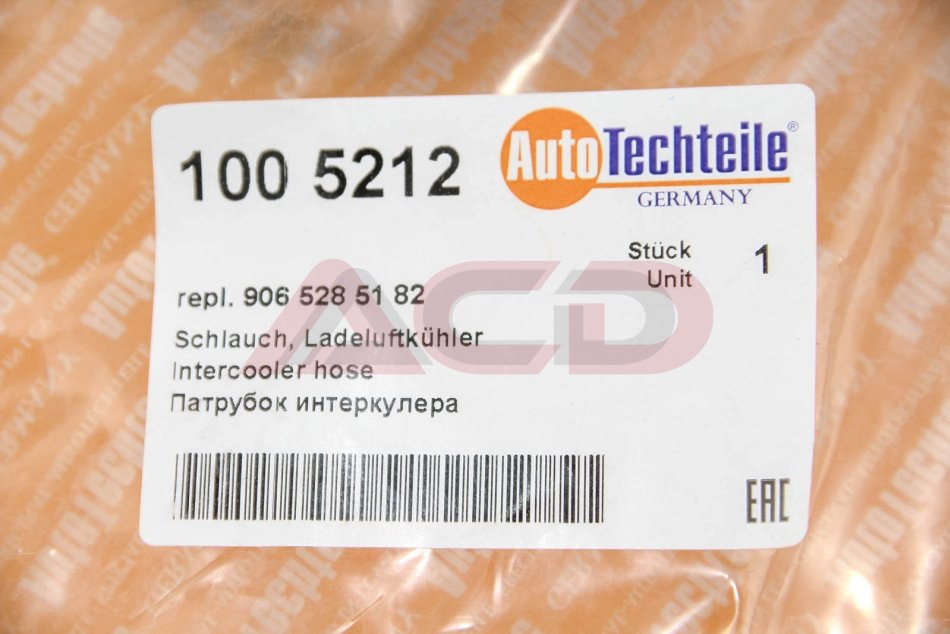 100 5212
AutoTechteile®
GERMANY
Stück
Unit
1
repl. 906 528 51 82
ACD
Schlauch, Ladeluftkühler
Intercooler hose
Патрубок интеркулера
EAC